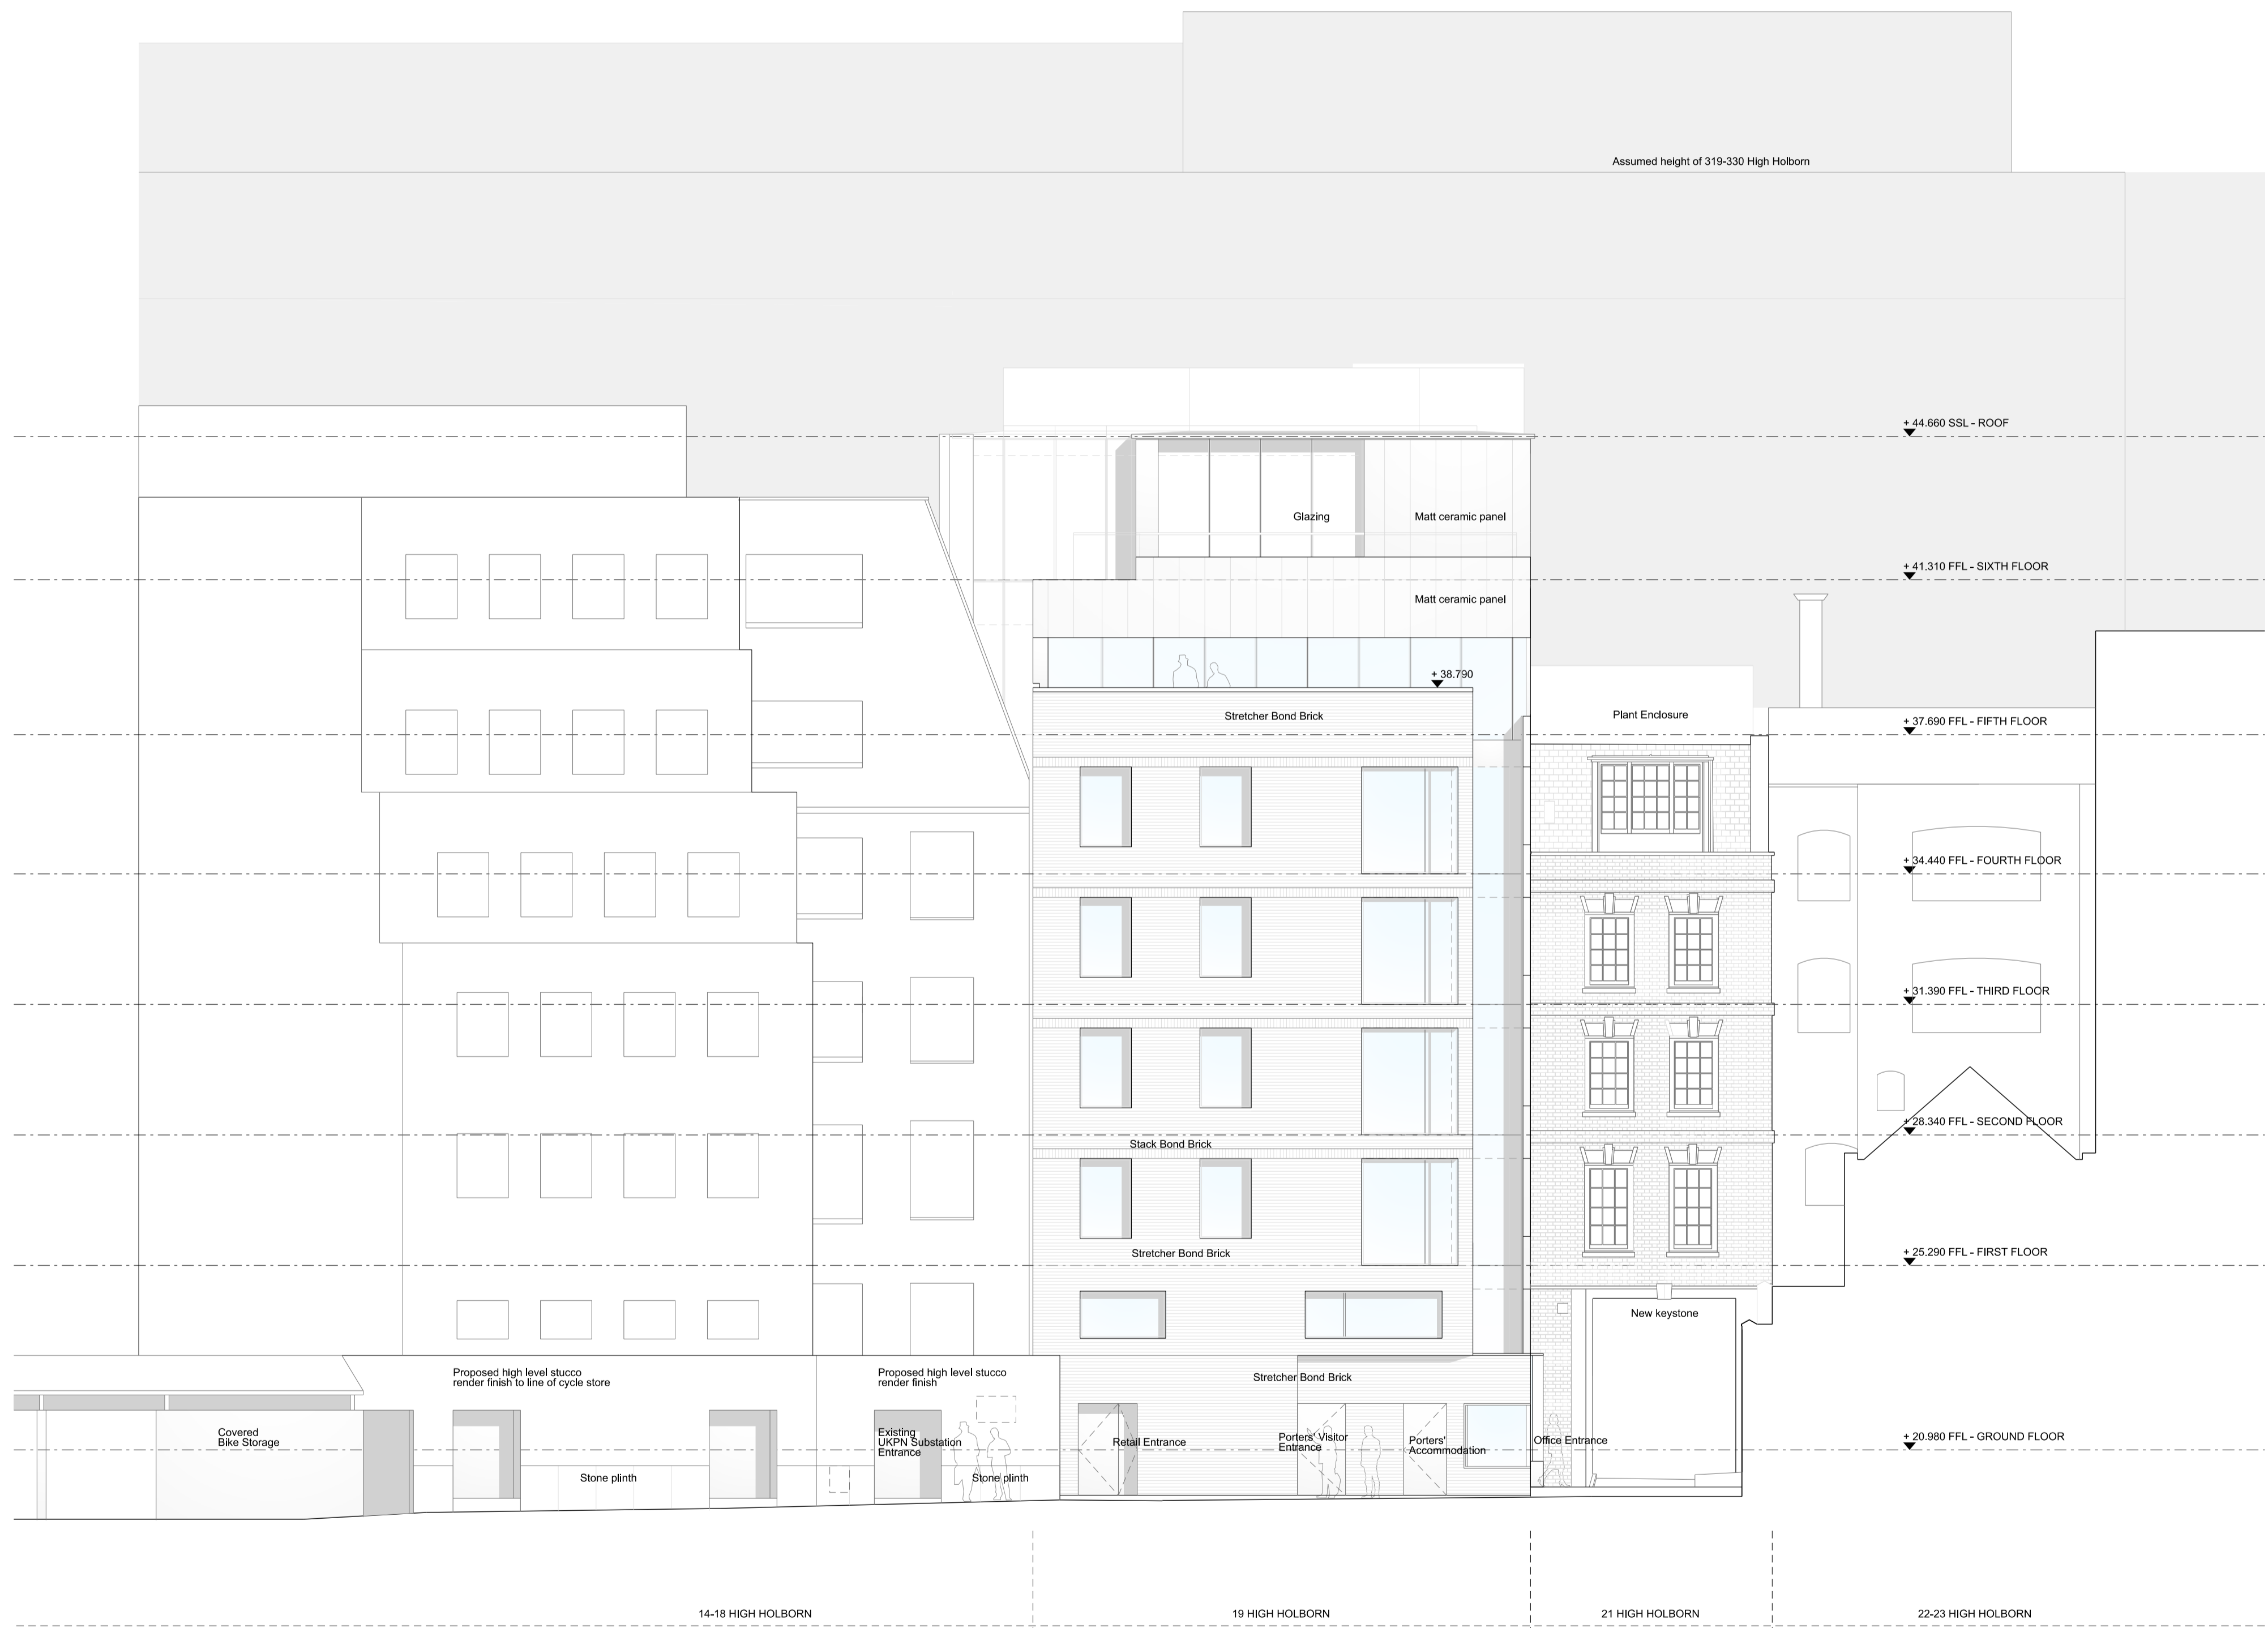 Assumed height of 319-330 High Holborn
+ 44.660 SSL - ROOF
Glazing
Matt ceramic panel
+ 41.310 FFL - SIXTH FLOOR
Matt ceramic panel
+ 38.790
Stretcher Bond Brick
Plant Enclosure
+ 37.690 FFL - FIFTH FLOOR
+ 34.440 FFL - FOURTH FLOOR
+ 31.390 FFL - THIRD FLOOR
+ 28.340 FFL - SECOND FLOOR
Stack Bond Brick
Stretcher Bond Brick
+ 25.290 FFL - FIRST FLOOR
New keystone
Proposed high level stucco
render finish to line of cycle store
Proposed high level stucco
render finish
Stretcher Bond Brick
Covered
Bike Storage
Existing
UKPN Substation
Entrance
Retail Entrance
Porters' Visitor
Entrance
Porters'
Accommodation
Office Entrance
+ 20.980 FFL - GROUND FLOOR
Stone plinth
Stone plinth
14-18 HIGH HOLBORN
19 HIGH HOLBORN
21 HIGH HOLBORN
22-23 HIGH HOLBORN